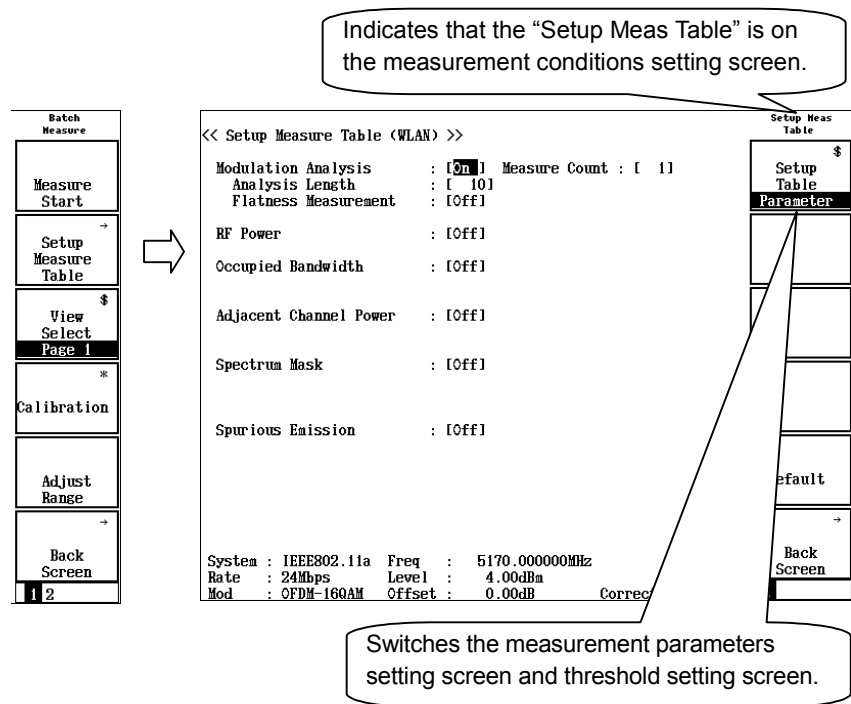 Indicates that the “Setup Meas Table” is on
the measurement conditions setting screen.
Batch
Measure
Measure
Start
→
Setup
Measure
Table
$
View
Select
Page 1
*
Calibration
Adjust
Range
→
Back
Screen
1 2
<< Setup Measure Table (WLAN) >>
Modulation Analysis : [On ] Measure Count : [ 1]
Analysis Length : [ 10]
Flatness Measurement : [Off]
RF Power : [Off]
Occupied Bandwidth : [Off]
Adjacent Channel Power : [Off]
Spectrum Mask : [Off]
Spurious Emission : [Off]
System : IEEE802.11a Freq : 5170.000000MHz
Rate : 24Mbps Level : 4.00dBm
Mod : OFDM-16QAM Offset : 0.00dB Correc
Setup Meas
Table
$
Setup
Table
Parameter
efault
→
Back
Screen
Switches the measurement parameters
setting screen and threshold setting screen.